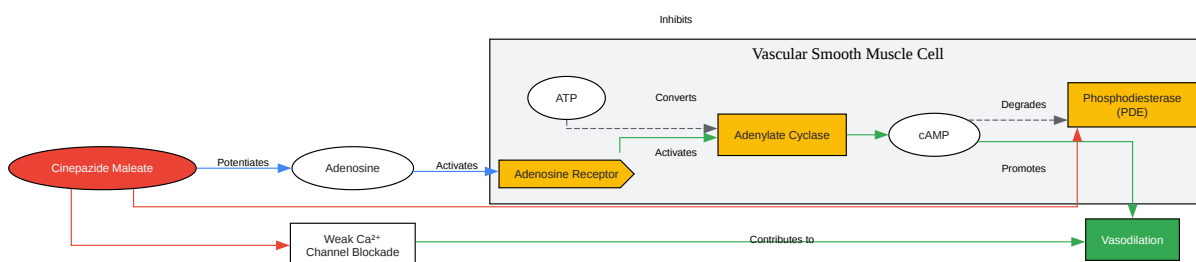 Inhibits
Vascular Smooth Muscle Cell
ATP
Converts
Degrades
Phosphodiesterase
(PDE)
Adenylate Cyclase
cAMP
Activates
Cinepazide Maleate
Potentiates
Adenosine
Activates
Adenosine Receptor
Promotes
Weak Ca²⁺
Channel Blockade
Contributes to
Vasodilation